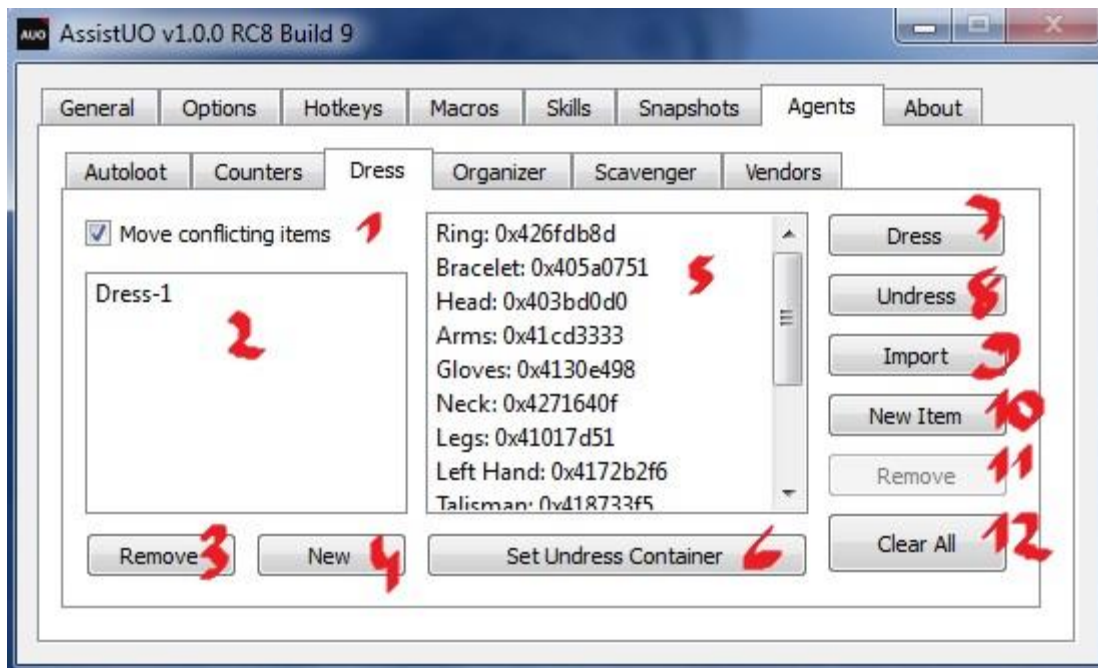 AUO AssistUO v1.0.0 RC8 Build 9
General Options Hotkeys Macros Skills Snapshots Agents About
Autoloot Counters Dress Organizer Scavenger Vendors
Move conflicting items 1
Dress-1
2
Remove 3
New 4
Ring: 0x426fdb8d
Bracelet: 0x405a0751
Head: 0x403bd0d0
Arms: 0x41cd3333
Gloves: 0x4130e498
Neck: 0x4271640f
Legs: 0x41017d51
Left Hand: 0x4172b2f6
Talisman: 0x418733f5
5
Set Undress Container 6
Dress 7
Undress 8
Import 9
New Item 10
Remove 11
Clear All 12